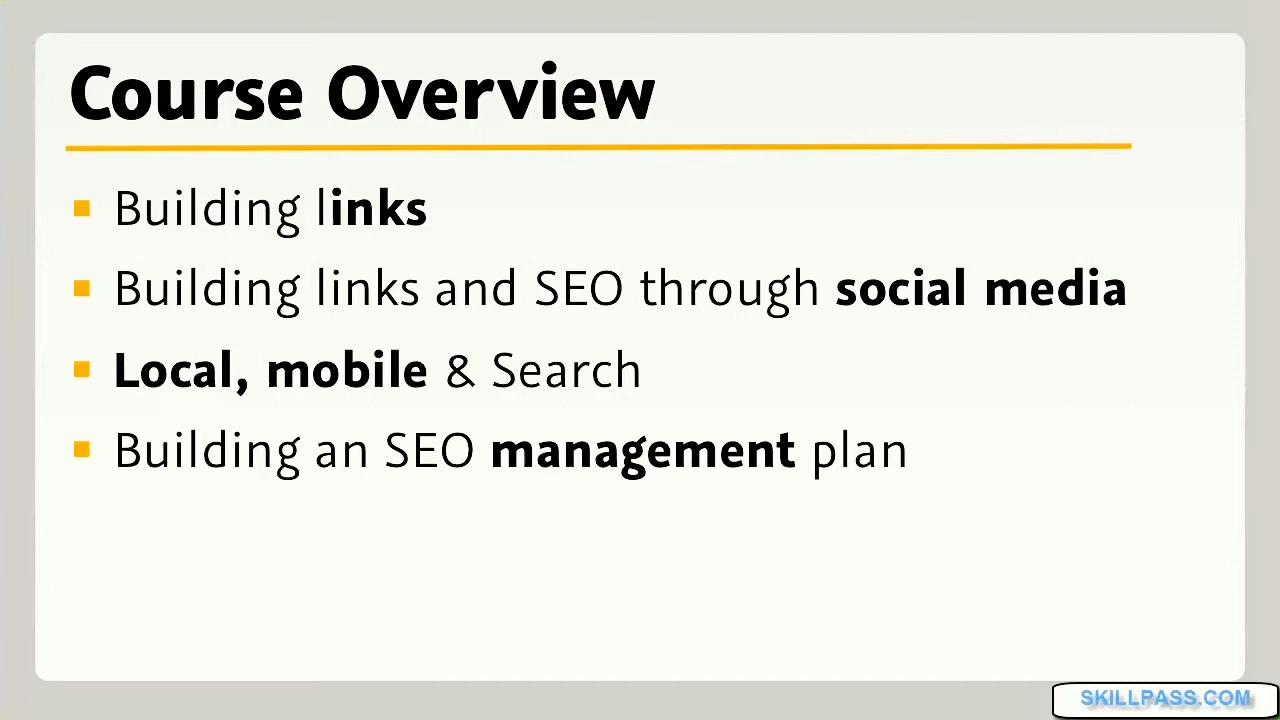 Course Overview
Building links
Building links and SEO through social media
Local, mobile & Search
Building an SEO management plan
SKILLPASS.COM